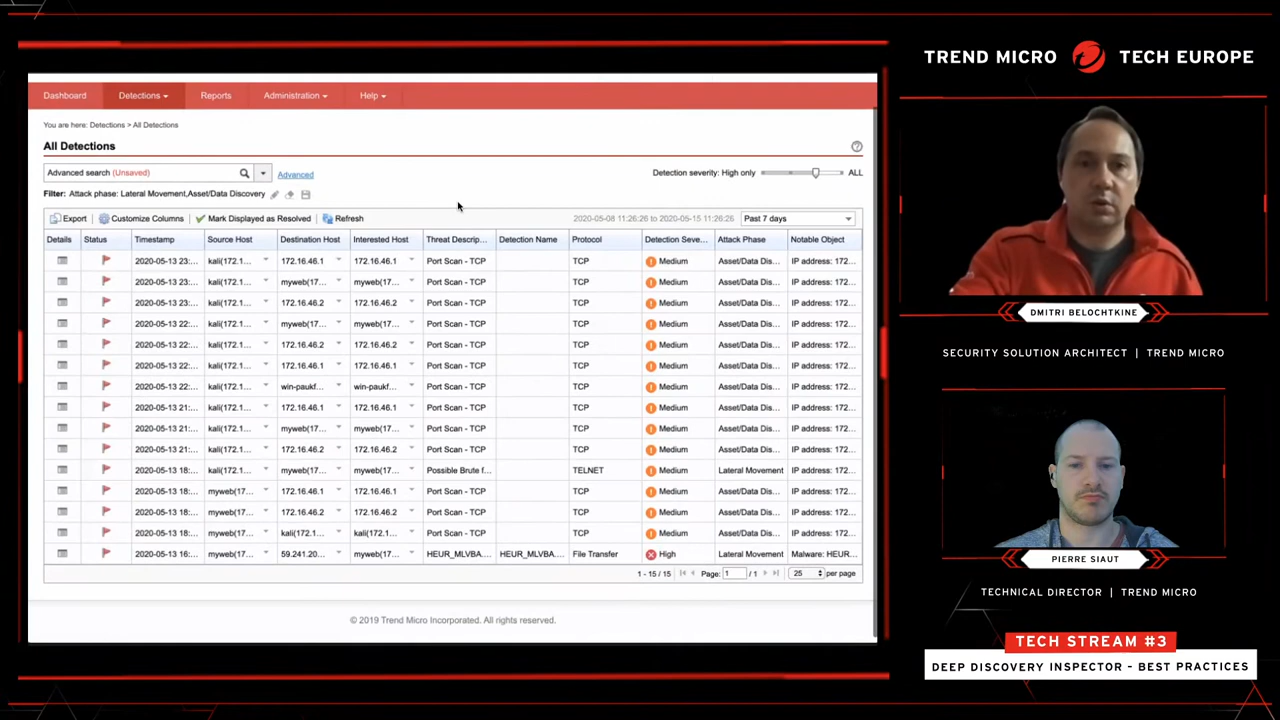 TREND MICRO TECH EUROPE
Dashboard Detections Reports Administration Help
You are here: Detections > All Detections
All Detections
Advanced search (Unsaved) Advanced Detection severity: High only ALL
Filter: Attack phase: Lateral Movement,Asset/Data Discovery
Export Customize Columns Mark Displayed as Resolved Refresh 2020-05-08 11:26:26 to 2020-05-15 11:26:26 Past 7 days
Details Status Timestamp Source Host Destination Host Interested Host Threat Descrip... Detection Name Protocol Detection Seve... Attack Phase Notable Object
2020-05-13 23:... kali(172.1... 172.16.46.1 172.16.46.1 Port Scan - TCP TCP Medium Asset/Data Dis... IP address: 172...
2020-05-13 23:... kali(172.1... myweb(17... myweb(17... Port Scan - TCP TCP Medium Asset/Data Dis... IP address: 172...
2020-05-13 23:... kali(172.1... 172.16.46.2 172.16.46.2 Port Scan - TCP TCP Medium Asset/Data Dis... IP address: 172...
2020-05-13 22:... kali(172.1... myweb(17... myweb(17... Port Scan - TCP TCP Medium Asset/Data Dis... IP address: 172...
2020-05-13 22:... kali(172.1... 172.16.46.2 172.16.46.2 Port Scan - TCP TCP Medium Asset/Data Dis... IP address: 172...
2020-05-13 22:... kali(172.1... 172.16.46.1 172.16.46.1 Port Scan - TCP TCP Medium Asset/Data Dis... IP address: 172...
2020-05-13 22:... kali(172.1... win-paukf... win-paukf... Port Scan - TCP TCP Medium Asset/Data Dis... IP address: 172...
2020-05-13 21:... kali(172.1... 172.16.46.1 172.16.46.1 Port Scan - TCP TCP Medium Asset/Data Dis... IP address: 172...
2020-05-13 21:... kali(172.1... myweb(17... myweb(17... Port Scan - TCP TCP Medium Asset/Data Dis... IP address: 172...
2020-05-13 21:... kali(172.1... 172.16.46.2 172.16.46.2 Port Scan - TCP TCP Medium Asset/Data Dis... IP address: 172...
2020-05-13 18:... kali(172.1... myweb(17... myweb(17... Possible Brute f... TELNET Medium Lateral Movement IP address: 172...
2020-05-13 18:... myweb(17... 172.16.46.1 172.16.46.1 Port Scan - TCP TCP Medium Asset/Data Dis... IP address: 172...
2020-05-13 18:... myweb(17... 172.16.46.2 172.16.46.2 Port Scan - TCP TCP Medium Asset/Data Dis... IP address: 172...
2020-05-13 18:... myweb(17... kali(172.1... kali(172.1... Port Scan - TCP TCP Medium Asset/Data Dis... IP address: 172...
2020-05-13 16:... myweb(17... 59.241.20... myweb(17... HEUR_MLVBA.... HEUR_MLVBA.... File Transfer High Lateral Movement Malware: HEUR...
1 - 15 / 15 Page: 1 / 1 25 per page
© 2019 Trend Micro Incorporated. All rights reserved.
DMITRI BELOCHTKINE
SECURITY SOLUTION ARCHITECT | TREND MICRO
PIERRE SIAUT
TECHNICAL DIRECTOR | TREND MICRO
TECH STREAM #3
DEEP DISCOVERY INSPECTOR - BEST PRACTICES